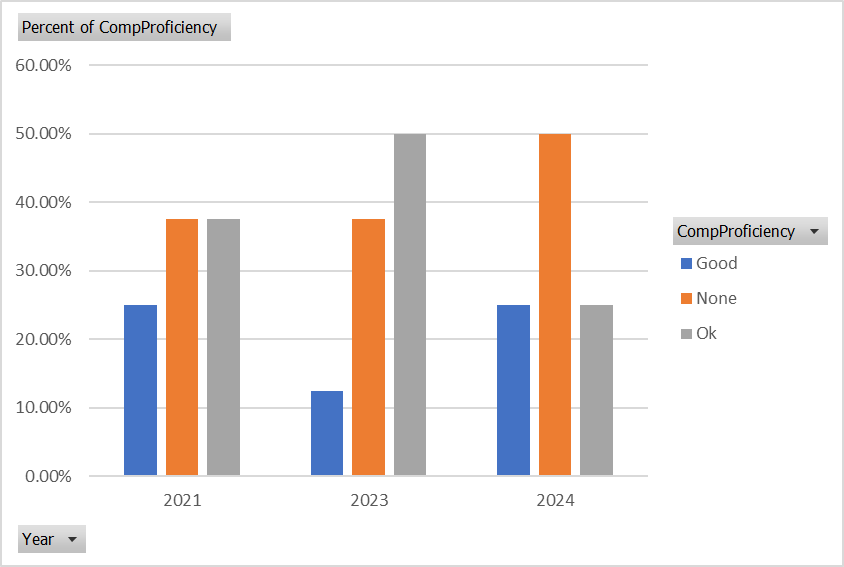 Percent of CompProficiency
60.00%
50.00%
40.00%
30.00%
20.00%
10.00%
0.00%
2021 2023 2024
CompProficiency
Good
None
Ok
Year